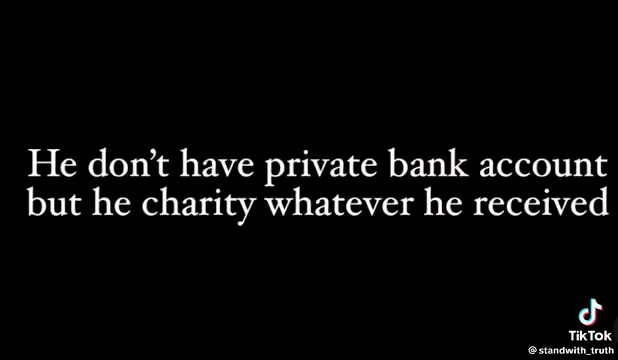 He don’t have private bank account
but he charity whatever he received
TikTok
@standwith_truth